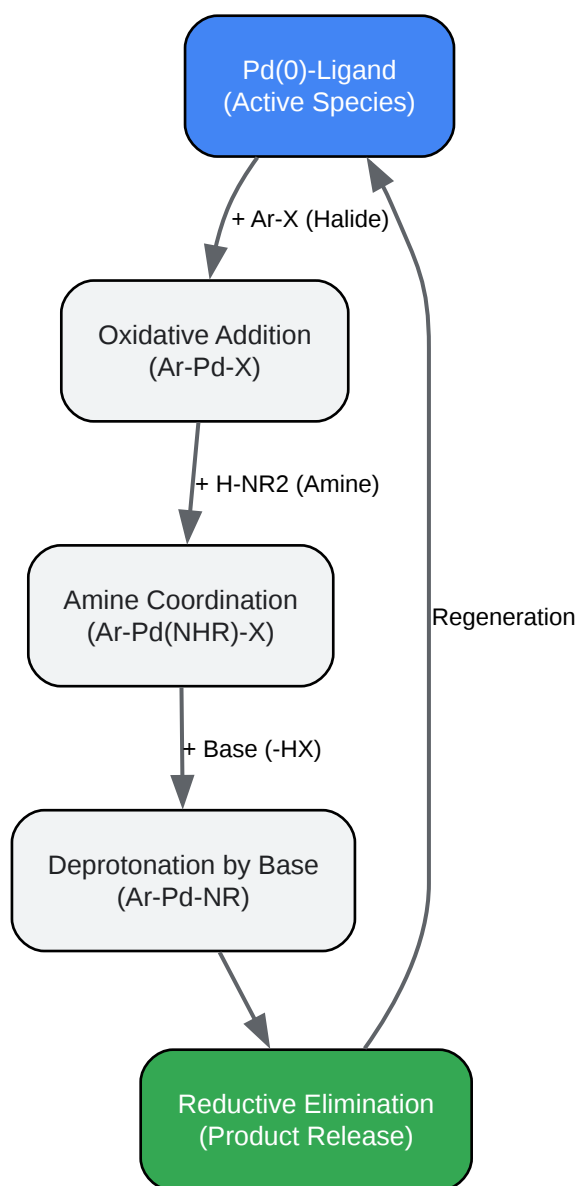 Pd(0)-Ligand
(Active Species)
+ Ar-X (Halide)
Oxidative Addition
(Ar-Pd-X)
+ H-NR2 (Amine)
Amine Coordination
(Ar-Pd(NHR)-X)
Regeneration
+ Base (-HX)
Deprotonation by Base
(Ar-Pd-NR)
Reductive Elimination
(Product Release)